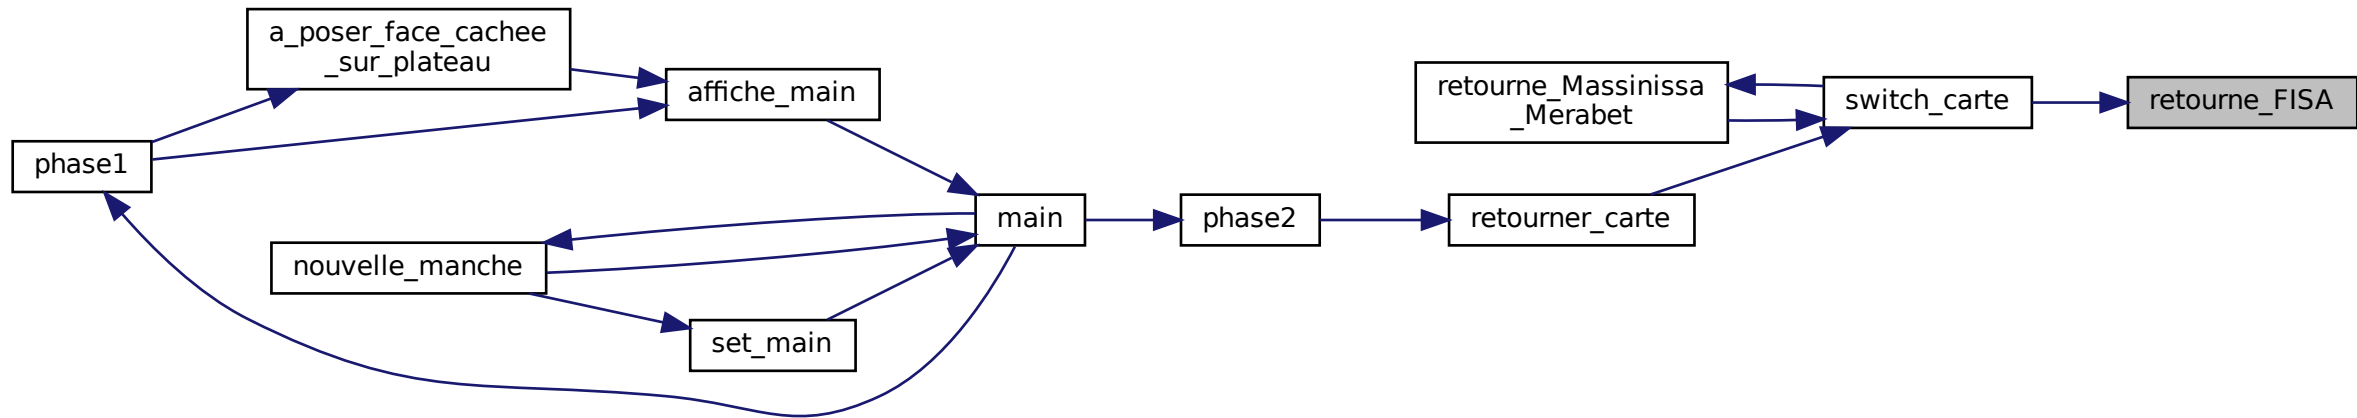 a_poser_face_cachee
_sur_plateau
affiche_main
phase1
nouvelle_manche
set_main
main
phase2
retourne_Massinissa
_Merabet
retourner_carte
switch_carte
retourne_FISA